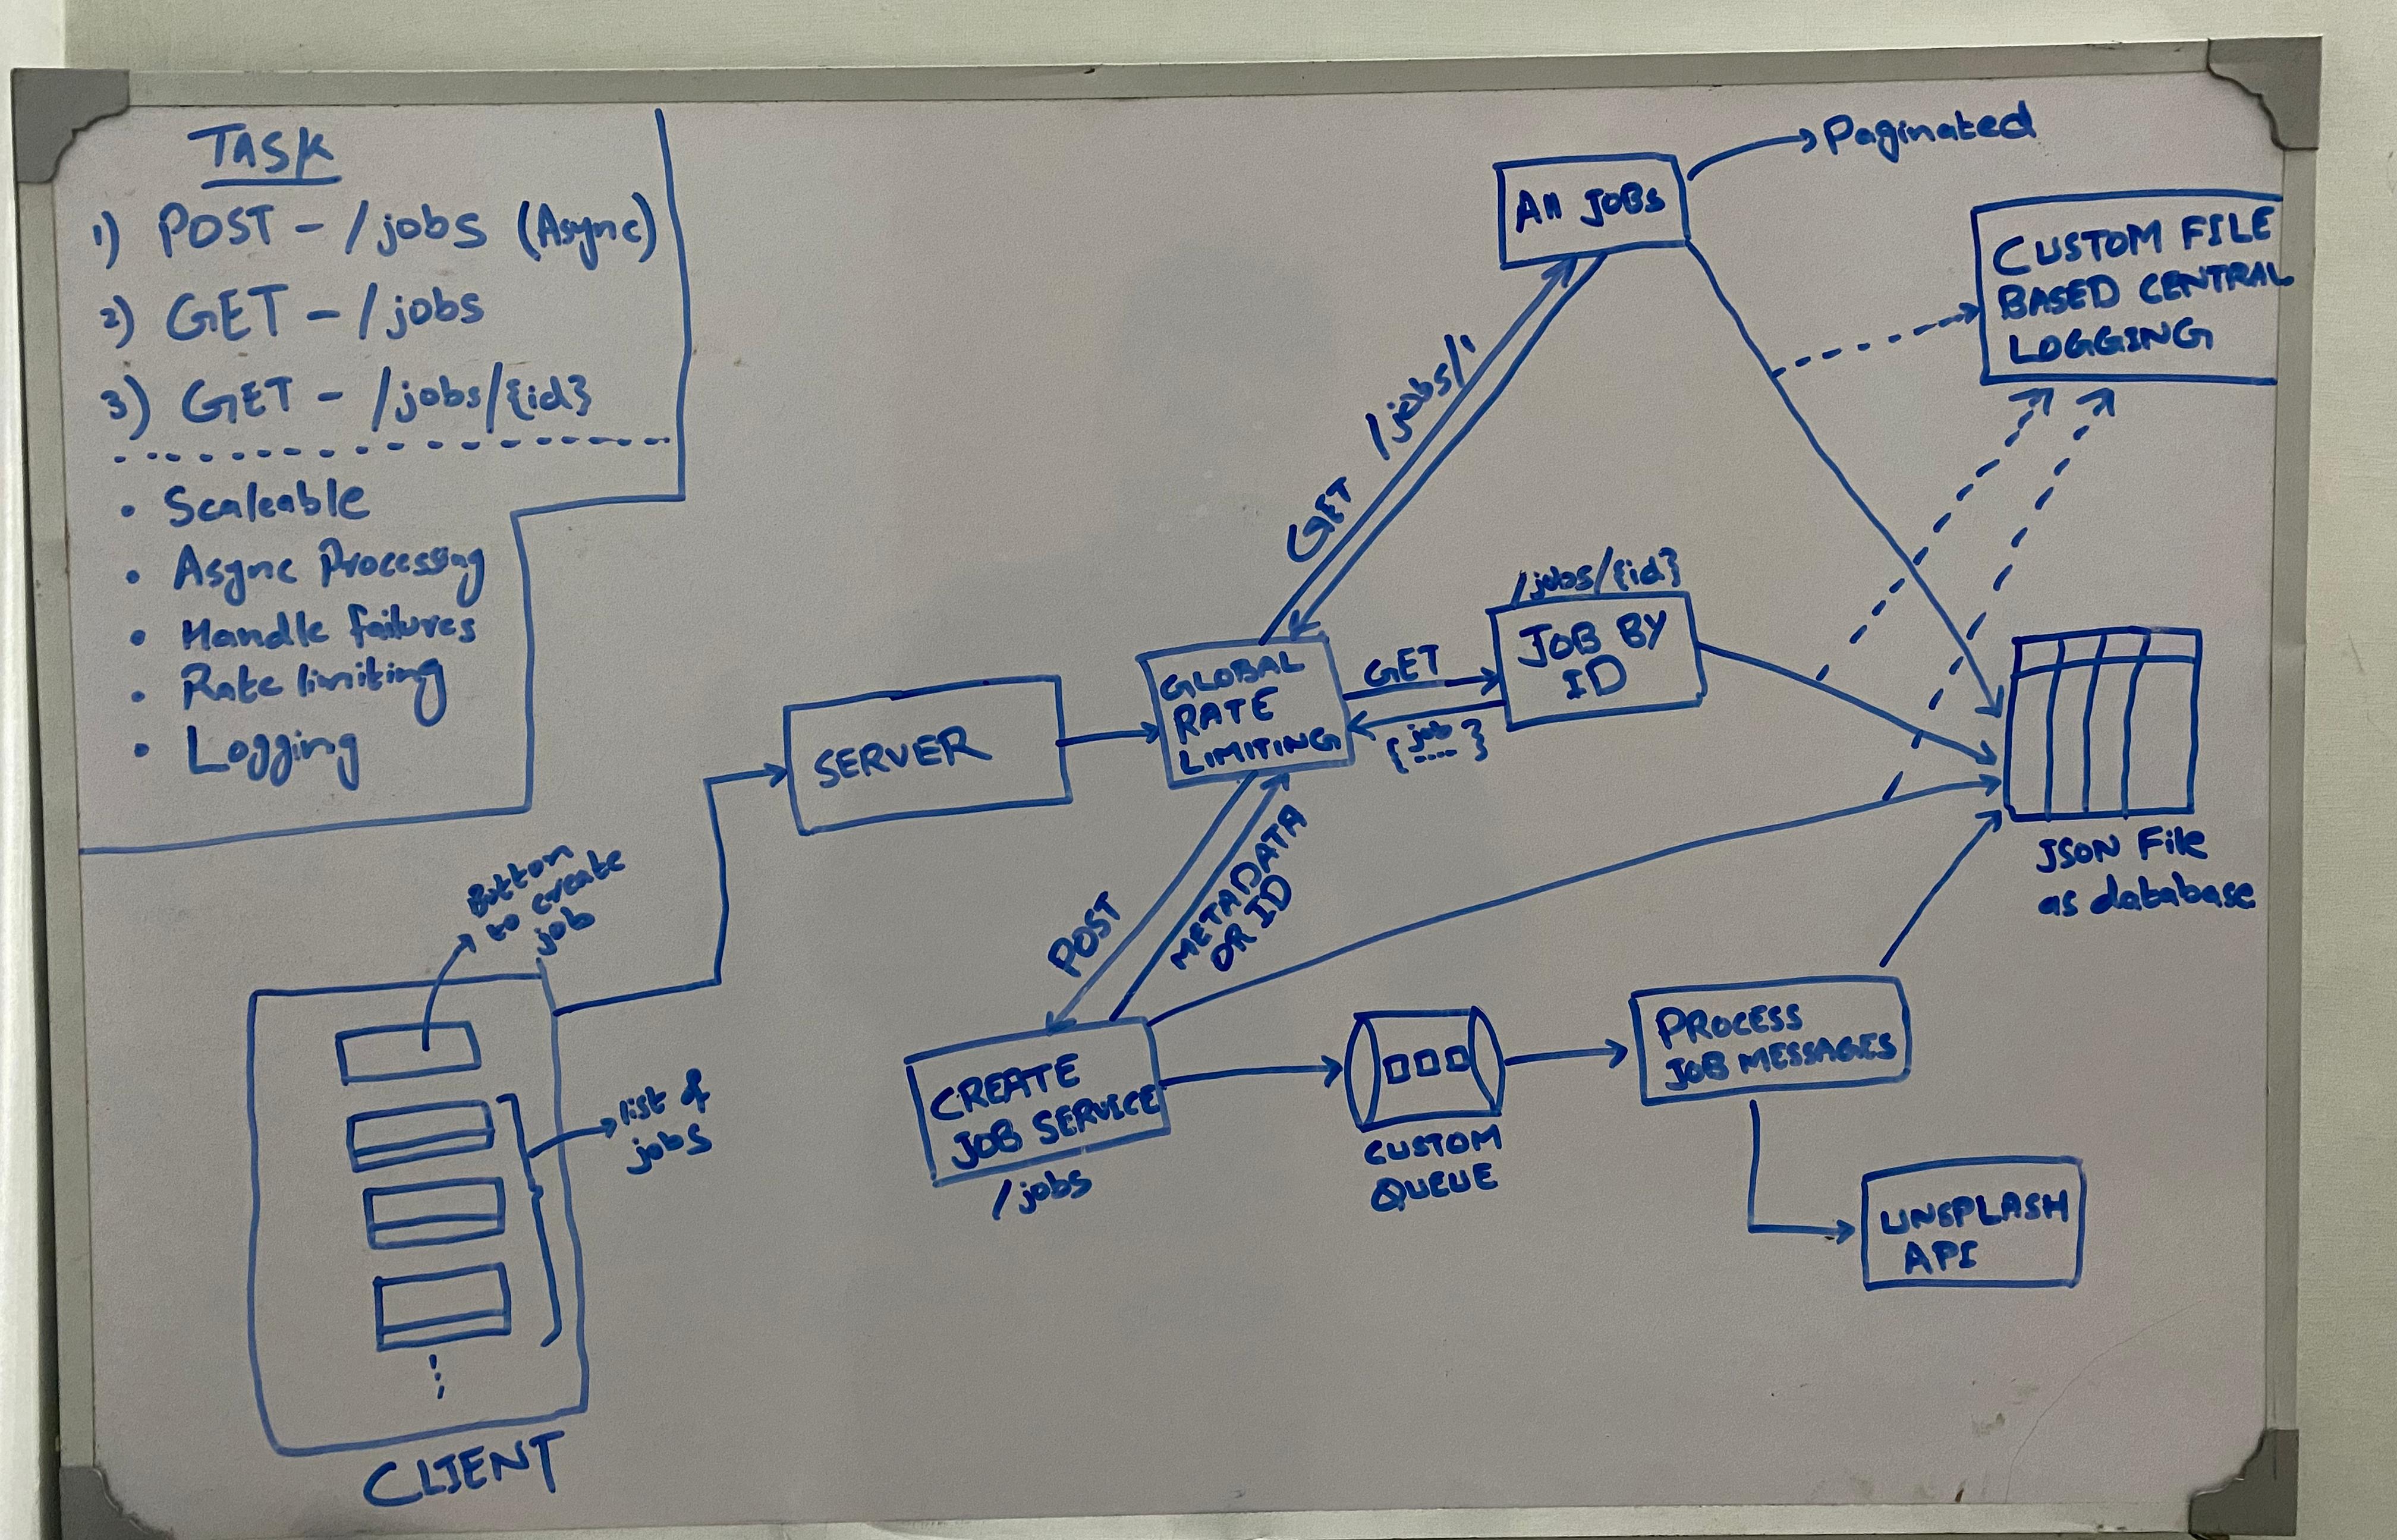 TASK
1) POST - /jobs (Async)
2) GET - /jobs
3) GET - /jobs/{id}
• Scaleable
• Async Processing
• Handle failures
• Rate limiting
• Logging
Button
to create
job
list of
jobs
CLIENT
SERVER
GLOBAL
RATE
LIMITING
GET /jobs/
All JOBS
Paginated
CUSTOM FILE
BASED CENTRAL
LOGGING
GET
{job
....}
/jobs/{id}
JOB BY
ID
JSON File
as database
POST
METADATA
OR ID
CREATE
JOB SERVICE
/jobs
CUSTOM
QUEUE
PROCESS
JOB MESSAGES
UNSPLASH
API